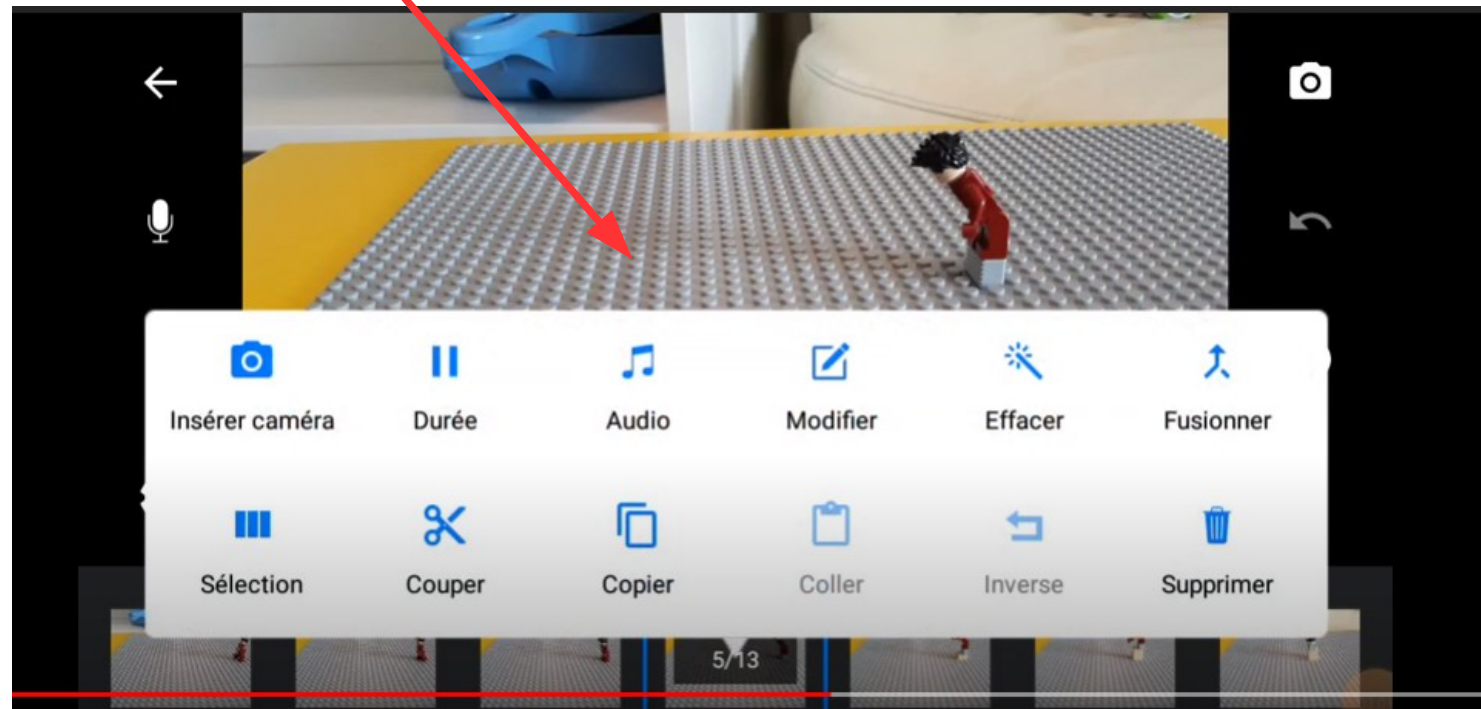 Insérer caméra
Durée
Audio
Modifier
Effacer
Fusionner
Sélection
Couper
Copier
Coller
Inverse
Supprimer
5/13